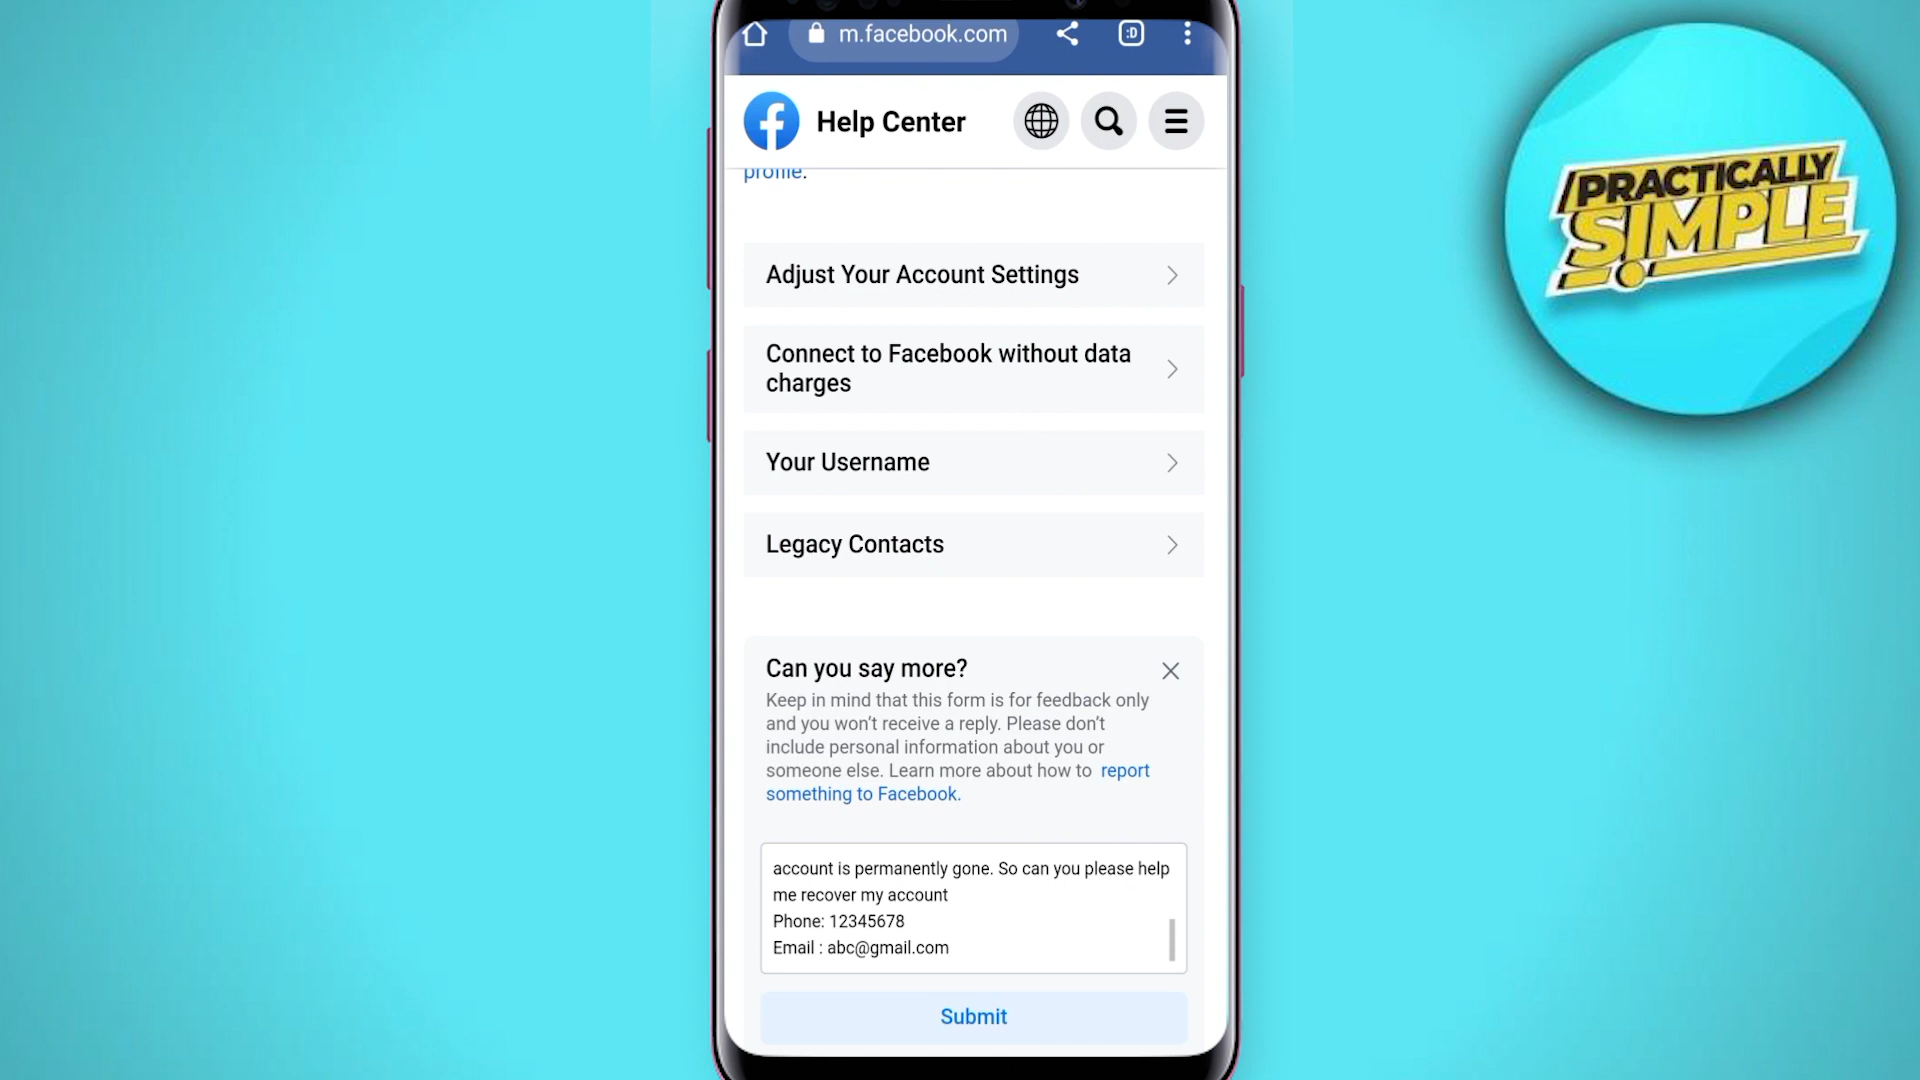 m.facebook.com
:D
Help Center
profile.
Adjust Your Account Settings
Connect to Facebook without data
charges
Your Username
Legacy Contacts
Can you say more?
Keep in mind that this form is for feedback only
and you won’t receive a reply. Please don’t
include personal information about you or
someone else. Learn more about how to report
something to Facebook.
account is permanently gone. So can you please help
me recover my account
Phone: 12345678
Email : abc@gmail.com
Submit
PRACTICALLY
SIMPLE